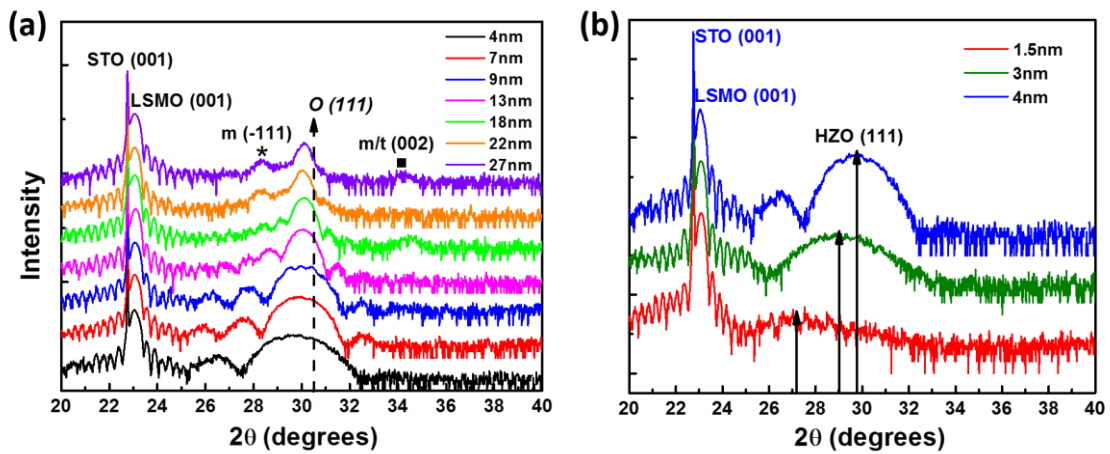 (a)
STO (001)
LSMO (001)
m (-111)
*
O (111)
m/t (002)
4nm
7nm
9nm
13nm
18nm
22nm
27nm
Intensity
20 22 24 26 28 30 32 34 36 38 40
2θ (degrees)
(b)
STO (001)
LSMO (001)
HZO (111)
1.5nm
3nm
4nm
20 22 24 26 28 30 32 34 36 38 40
2θ (degrees)